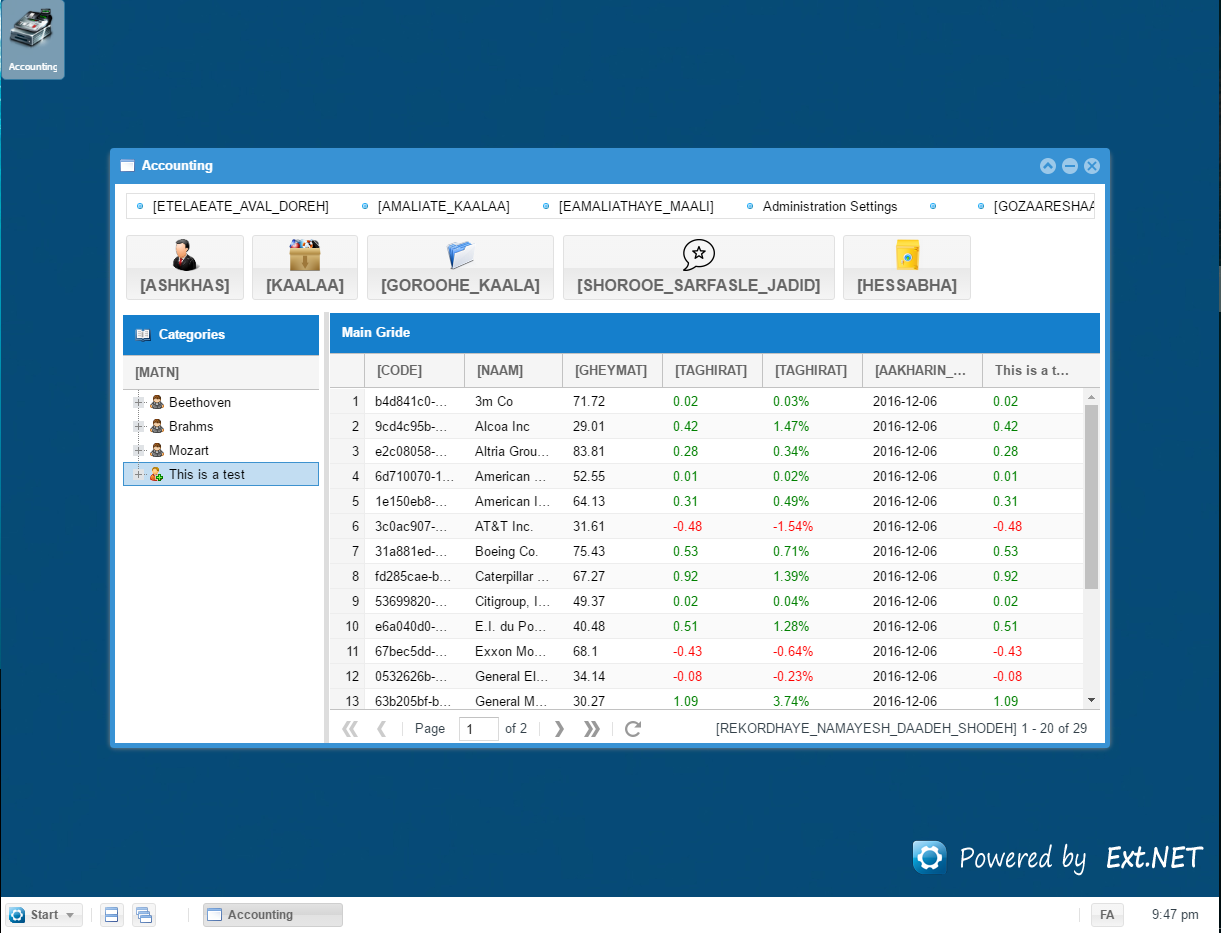 Accounting
Accounting
[ETELAEATE_AVAL_DOREH] [AMALIATE_KAALAA] [EAMALIATHAYE_MAALI] Administration Settings [GOZAARESHAA
[ASHKHAS] [KAALAA] [GOROOHE_KAALA] [SHOROOE_SARFASLE_JADID] [HESSABHA]
Categories
[MATN]
Beethoven
Brahms
Mozart
This is a test
Main Gride
[CODE] [NAAM] [GHEYMAT] [TAGHIRAT] [TAGHIRAT] [AAKHARIN_... This is a t...
1 b4d841c0-... 3m Co 71.72 0.02 0.03% 2016-12-06 0.02
2 9cd4c95b-... Alcoa Inc 29.01 0.42 1.47% 2016-12-06 0.42
3 e2c08058-... Altria Grou... 83.81 0.28 0.34% 2016-12-06 0.28
4 6d710070-1... American ... 52.55 0.01 0.02% 2016-12-06 0.01
5 1e150eb8-... American I... 64.13 0.31 0.49% 2016-12-06 0.31
6 3c0ac907-... AT&T Inc. 31.61 -0.48 -1.54% 2016-12-06 -0.48
7 31a881ed-... Boeing Co. 75.43 0.53 0.71% 2016-12-06 0.53
8 fd285cae-b... Caterpillar ... 67.27 0.92 1.39% 2016-12-06 0.92
9 53699820-... Citigroup, I... 49.37 0.02 0.04% 2016-12-06 0.02
10 e6a040d0-... E.I. du Po... 40.48 0.51 1.28% 2016-12-06 0.51
11 67bec5dd-... Exxon Mo... 68.1 -0.43 -0.64% 2016-12-06 -0.43
12 0532626b-... General El... 34.14 -0.08 -0.23% 2016-12-06 -0.08
13 63b205bf-b... General M... 30.27 1.09 3.74% 2016-12-06 1.09
Page 1 of 2 [REKORDHAYE_NAMAYESH_DAADEH_SHODEH] 1 - 20 of 29
Powered by Ext.NET
Start Accounting FA 9:47 pm